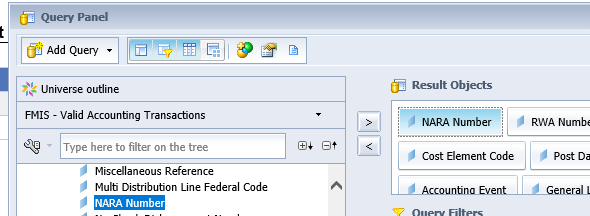 Query Panel
Add Query
Universe outline
FMIS - Valid Accounting Transactions
Type here to filter on the tree
Miscellaneous Reference
Multi Distribution Line Federal Code
NARA Number
Result Objects
NARA Number
RWA Numbe
Cost Element Code
Post Da
Accounting Event
General L
Query Filters